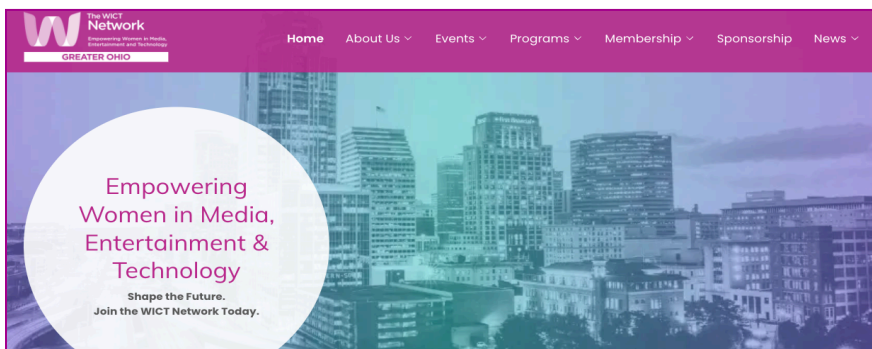 The WICT
Network
Empowering Women in Media,
Entertainment and Technology
GREATER OHIO
Home About Us Events Programs Membership Sponsorship News
Empowering
Women in Media,
Entertainment &
Technology
Shape the Future.
Join the WICT Network Today.